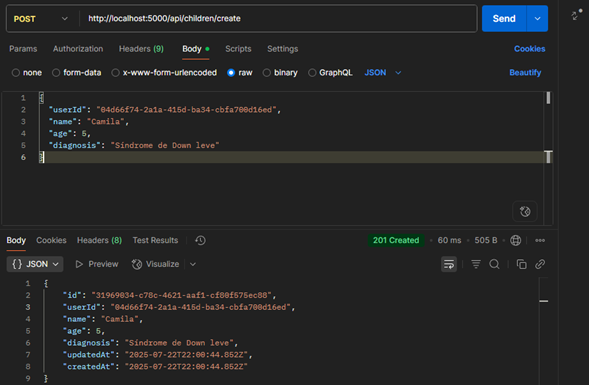 POST http://localhost:5000/api/children/create Send
Params Authorization Headers (9) Body Scripts Settings Cookies
none form-data x-www-form-urlencoded raw binary GraphQL JSON Beautify
1 {
2 "userId": "04d66f74-2a1a-415d-ba34-cbfa700d16ed",
3 "name": "Camila",
4 "age": 5,
5 "diagnosis": "Síndrome de Down leve"
6 }
Body Cookies Headers (8) Test Results 201 Created 60 ms 505 B
{} JSON Preview Visualize
1 {
2 "id": "31969034-c78c-4621-aaf1-cf80f575ec88",
3 "userId": "04d66f74-2a1a-415d-ba34-cbfa700d16ed",
4 "name": "Camila",
5 "age": 5,
6 "diagnosis": "Síndrome de Down leve",
7 "updatedAt": "2025-07-22T22:00:44.852Z",
8 "createdAt": "2025-07-22T22:00:44.852Z"
9 }